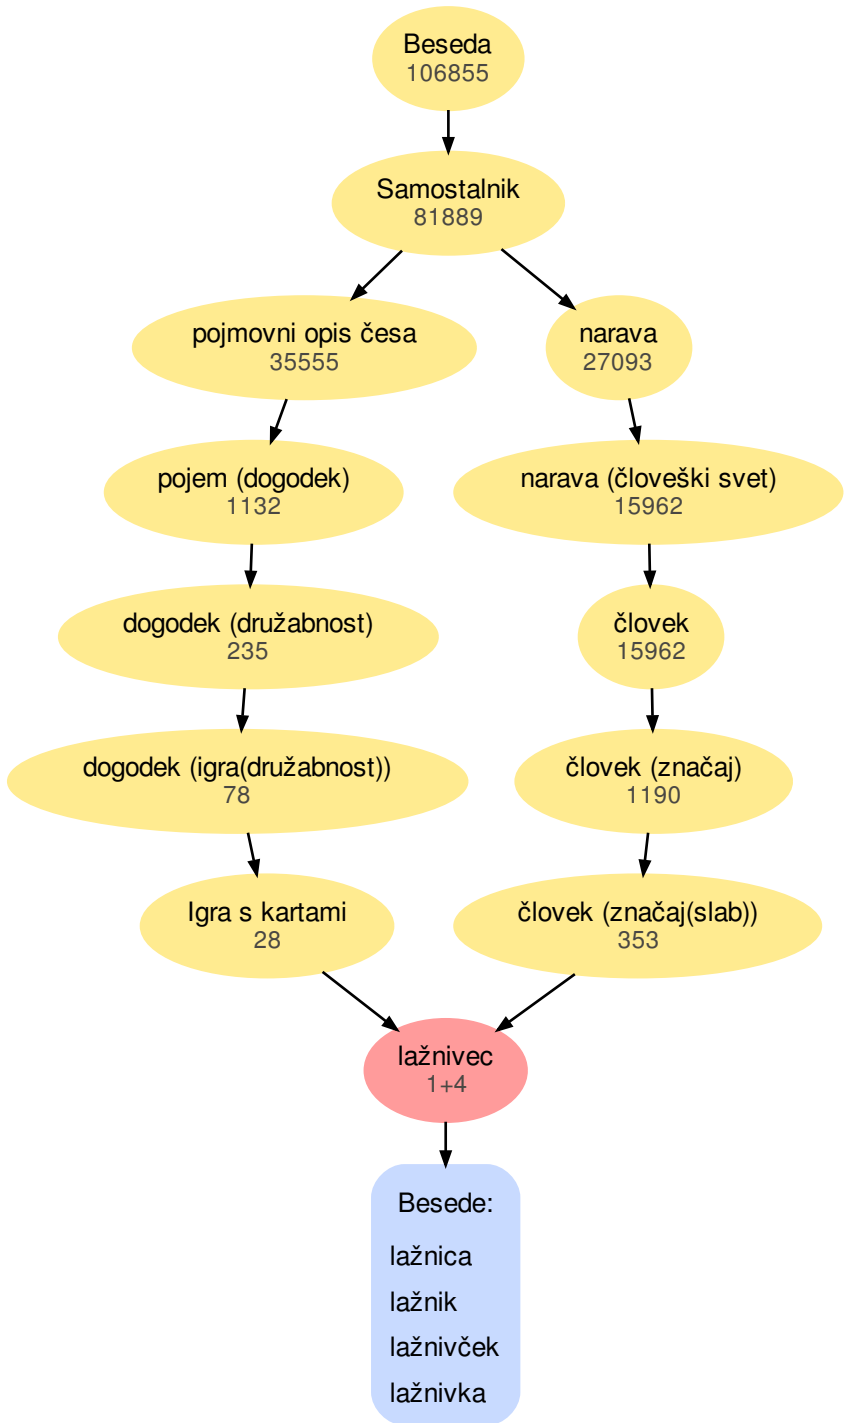 Beseda
106855
Samostalnik
81889
pojmovni opis česa
35555
narava
27093
pojem (dogodek)
1132
narava (človeški svet)
15962
dogodek (družabnost)
235
človek
15962
dogodek (igra(družabnost))
78
človek (značaj)
1190
Igra s kartami
28
človek (značaj(slab))
353
lažnivec
1+4
Besede:
lažnica
lažnik
lažnivček
lažnivka